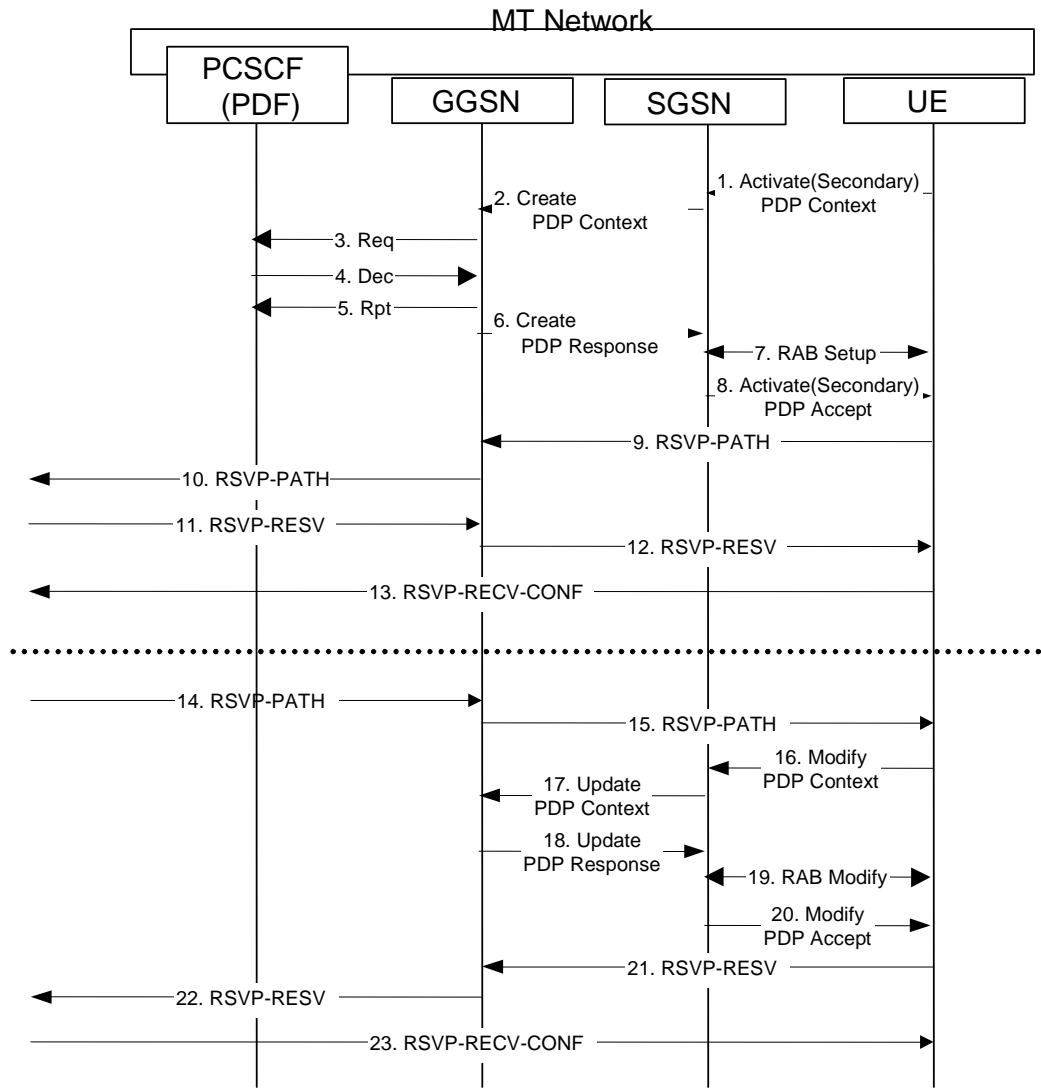 MT Network
PCSCF
(PDF)
GGSN
SGSN
UE
1. Activate(Secondary)
PDP Context
2. Create
PDP Context
3. Req
4. Dec
5. Rpt
6. Create
PDP Response
7. RAB Setup
8. Activate(Secondary)
PDP Accept
9. RSVP-PATH
10. RSVP-PATH
11. RSVP-RESV
12. RSVP-RESV
13. RSVP-RECV-CONF
14. RSVP-PATH
15. RSVP-PATH
16. Modify
PDP Context
17. Update
PDP Context
18. Update
PDP Response
19. RAB Modify
20. Modify
PDP Accept
21. RSVP-RESV
22. RSVP-RESV
23. RSVP-RECV-CONF